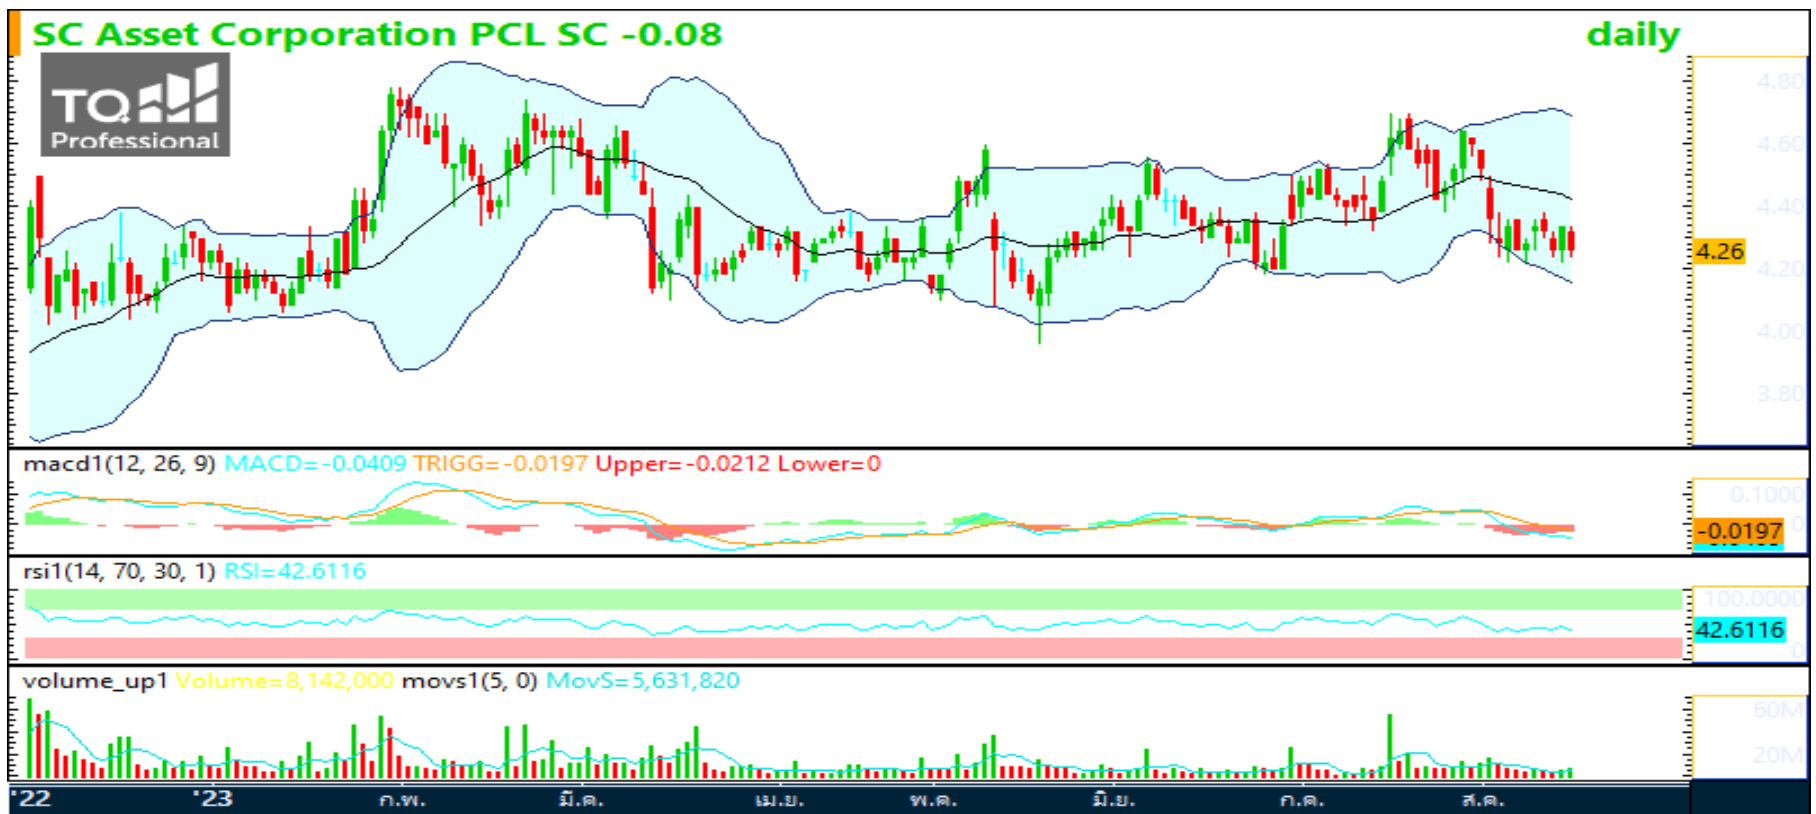 SC Asset Corporation PCL SC -0.08 daily
TQ
Professional
4.80
4.60
4.40
4.26
4.20
4.00
3.80
macd1(12, 26, 9) MACD=-0.0409 TRIGG=-0.0197 Upper=-0.0212 Lower=0
0.1000
0
-0.0197
rsi1(14, 70, 30, 1) RSI=42.6116
100.0000
42.6116
0
volume_up1 Volume=8,142,000 movs1(5, 0) MovS=5,631,820
60M
20M
'22 '23 ก.พ. มี.ค. เม.ย. พ.ค. มิ.ย. ก.ค. ส.ค.